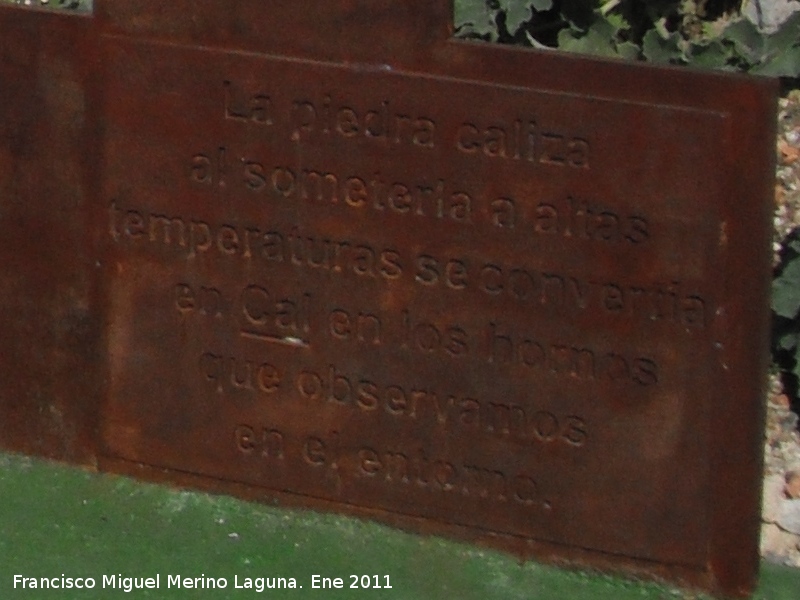 La piedra caliza
al someterla a altas
temperaturas se convertía
en Cal en los hornos
que observamos
en el entorno.
Francisco Miguel Merino Laguna. Ene 2011